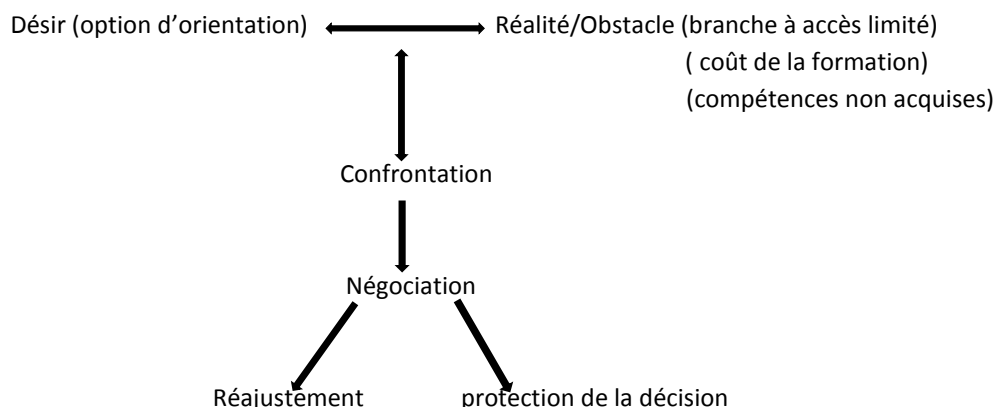 Désir (option d’orientation) Réalité/Obstacle (branche à accès limité)
( coût de la formation)
(compétences non acquises)
Confrontation
Négociation
Réajustement protection de la décision